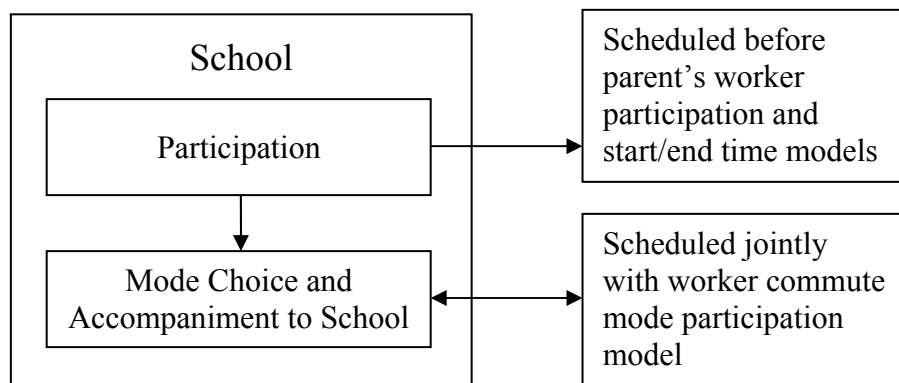 School
Participation
Scheduled before
parent’s worker
participation and
start/end time models
Mode Choice and
Accompaniment to School
Scheduled jointly
with worker commute
mode participation
model